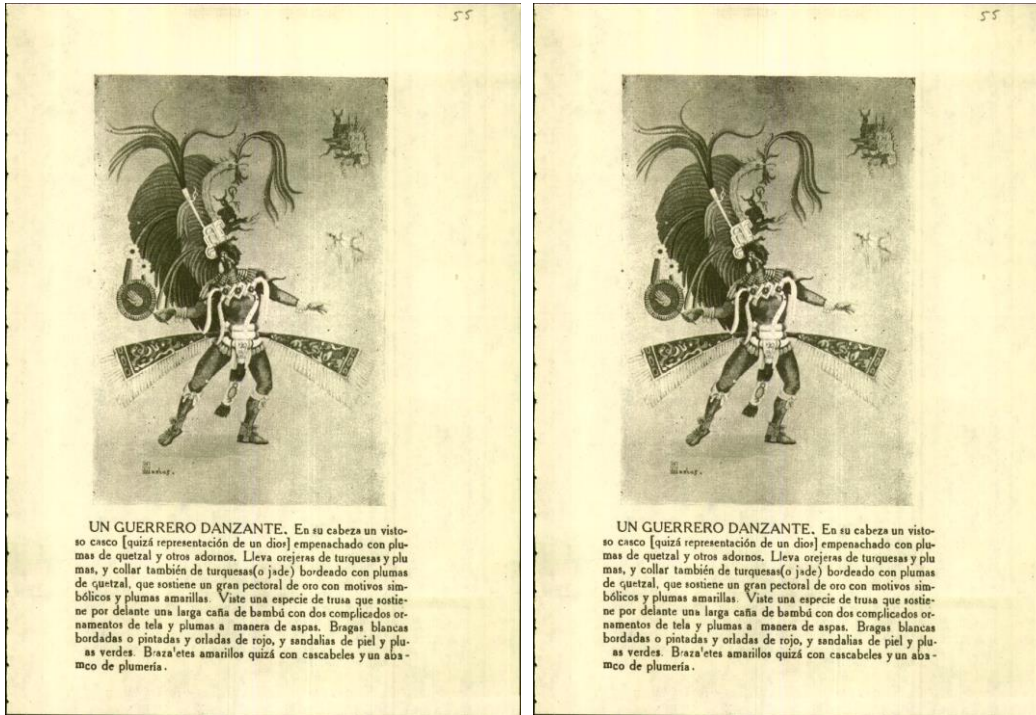 55
UN GUERRERO DANZANTE. En su cabeza un visto-
so casco [quizá representación de un dior] empenachado con plu-
mas de quetzal y otros adornos. Lleva orejeras de turquesas y plu
mas, y collar también de turquesas(o jade) bordeado con plumas
de quetzal, que sostiene un gran pectoral de oro con motivos sim-
bólicos y plumas amarillas. Viste una especie de trusa que sostie-
ne por delante una larga caña de bambú con dos complicados or-
namentos de tela y plumas a manera de aspas. Bragas blancas
bordadas o pintadas y orladas de rojo, y sandalias de piel y plu-
as verdes. Braza'etes amarillos quizá con cascabeles y un aba-
mco de plumería.
55
UN GUERRERO DANZANTE. En su cabeza un visto-
so casco [quizá representación de un dior] empenachado con plu-
mas de quetzal y otros adornos. Lleva orejeras de turquesas y plu
mas, y collar también de turquesas(o jade) bordeado con plumas
de quetzal, que sostiene un gran pectoral de oro con motivos sim-
bólicos y plumas amarillas. Viste una especie de trusa que sostie-
ne por delante una larga caña de bambú con dos complicados or-
namentos de tela y plumas a manera de aspas. Bragas blancas
bordadas o pintadas y orladas de rojo, y sandalias de piel y plu-
as verdes. Braza'etes amarillos quizá con cascabeles y un aba-
mco de plumería.